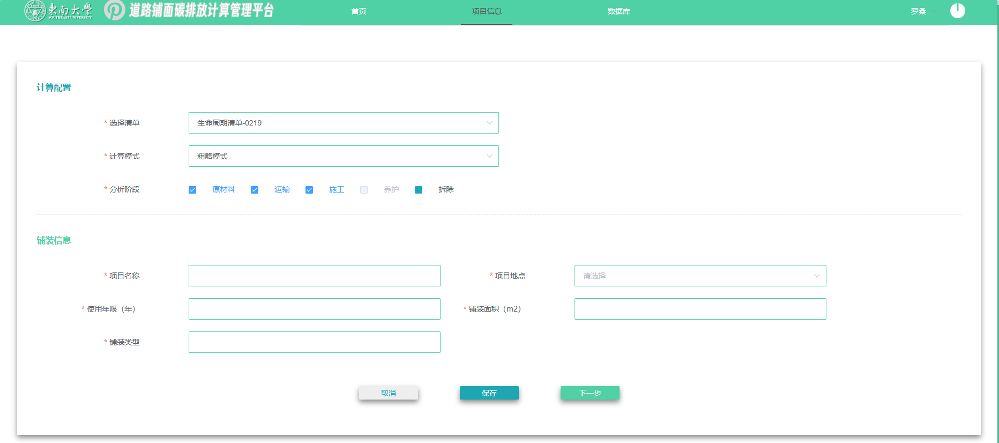 東南大學 道路铺面碳排放计算管理平台 首页 项目信息 数据库 罗桑
SOUTHEAST UNIVERSITY
计算配置
* 选择清单 生命周期清单-0219
* 计算模式 粗略模式
* 分析阶段 原材料 运输 施工 养护 拆除
铺装信息
* 项目名称 * 项目地点 请选择
* 使用年限（年） * 铺装面积（m2）
* 铺装类型
取消 保存 下一步